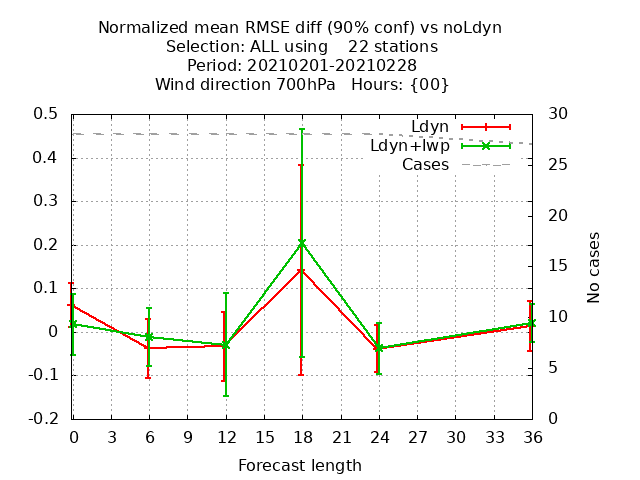 Normalized mean RMSE diff (90% conf) vs noLdyn
Selection: ALL using    22 stations
Period: 20210201-20210228
Wind direction 700hPa   Hours: {00}
Ldyn
Ldyn+lwp
Cases
0.5
0.4
0.3
0.2
0.1
0
-0.1
-0.2
30
25
20
15
10
5
0
No cases
0 3 6 9 12 15 18 21 24 27 30 33 36
Forecast length